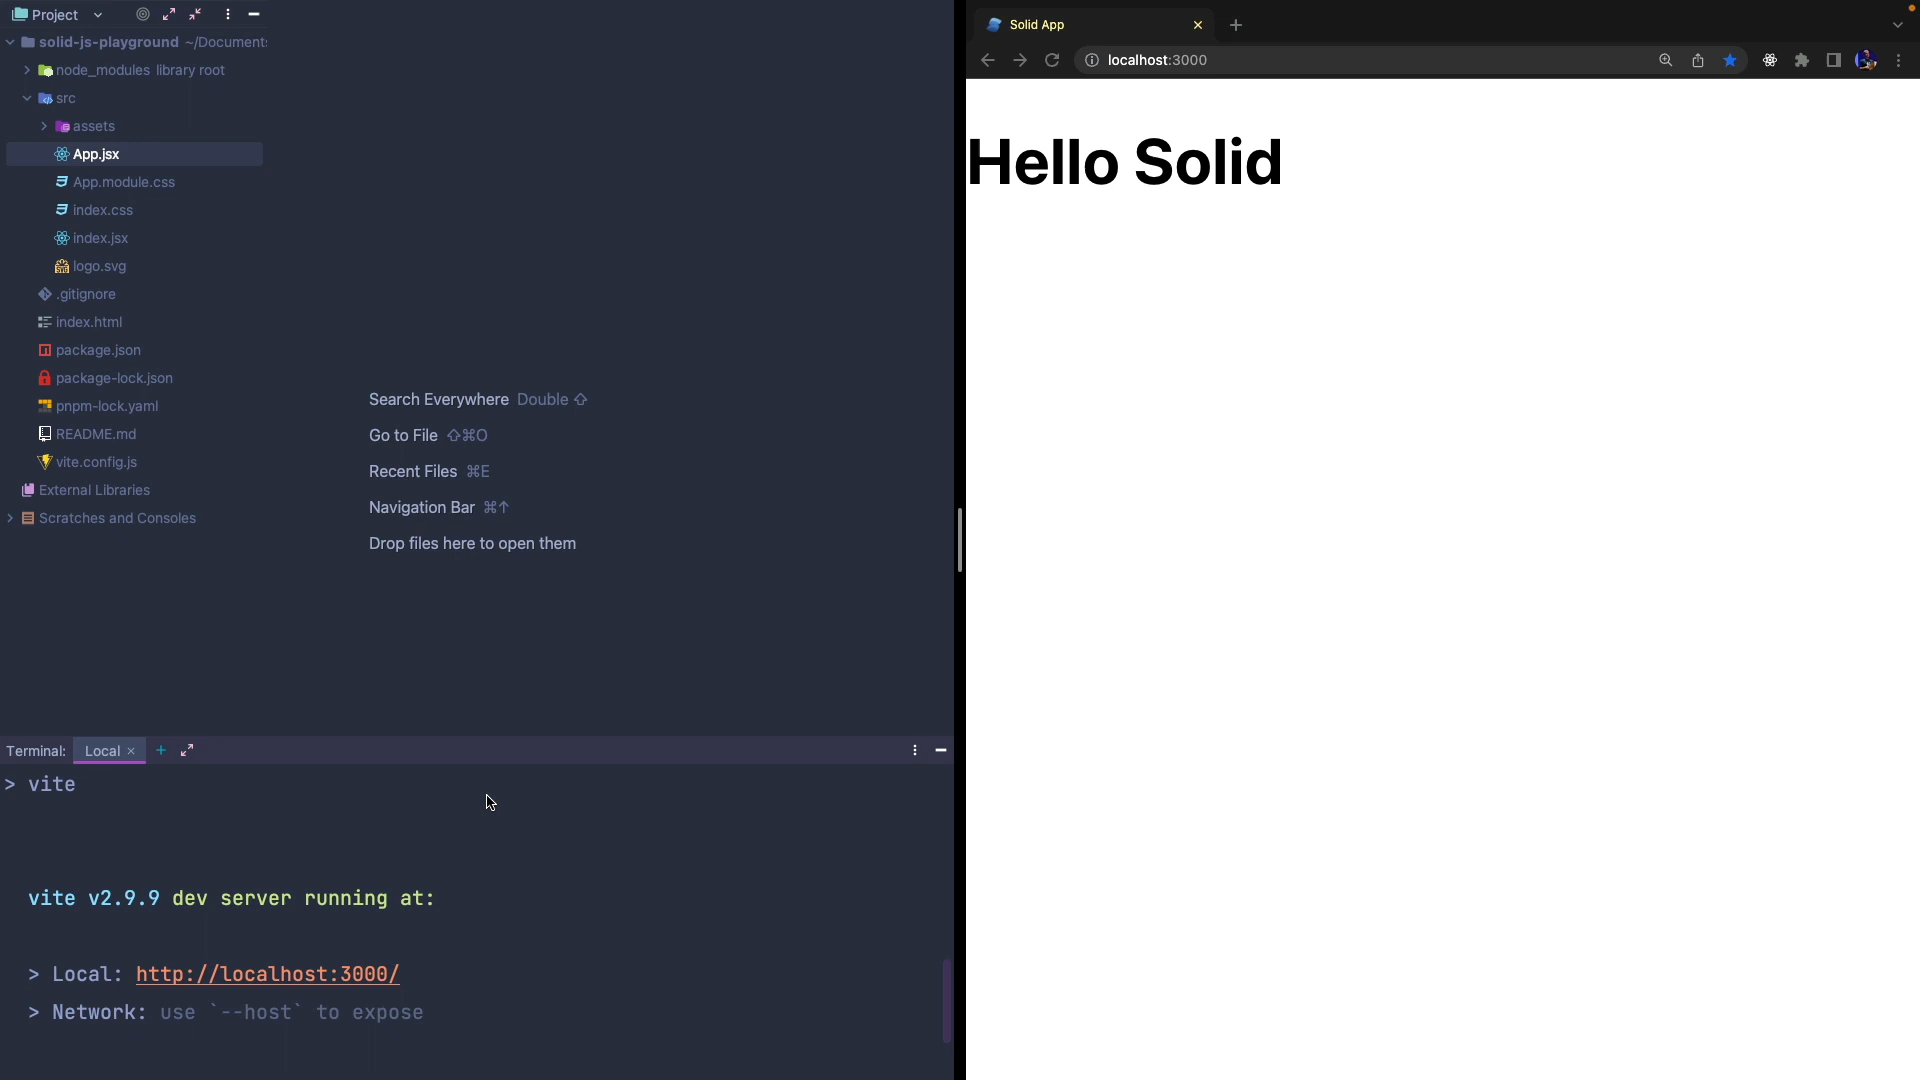 Project
solid-js-playground ~/Documents
node_modules library root
src
assets
App.jsx
App.module.css
index.css
index.jsx
logo.svg
.gitignore
index.html
package.json
package-lock.json
pnpm-lock.yaml
README.md
vite.config.js
External Libraries
Scratches and Consoles
Search Everywhere Double ⇧
Go to File ⇧⌘O
Recent Files ⌘E
Navigation Bar ⌘↑
Drop files here to open them
Terminal: Local × +
> vite
vite v2.9.9 dev server running at:
> Local: http://localhost:3000/
> Network: use `--host` to expose
Solid App
localhost:3000
Hello Solid